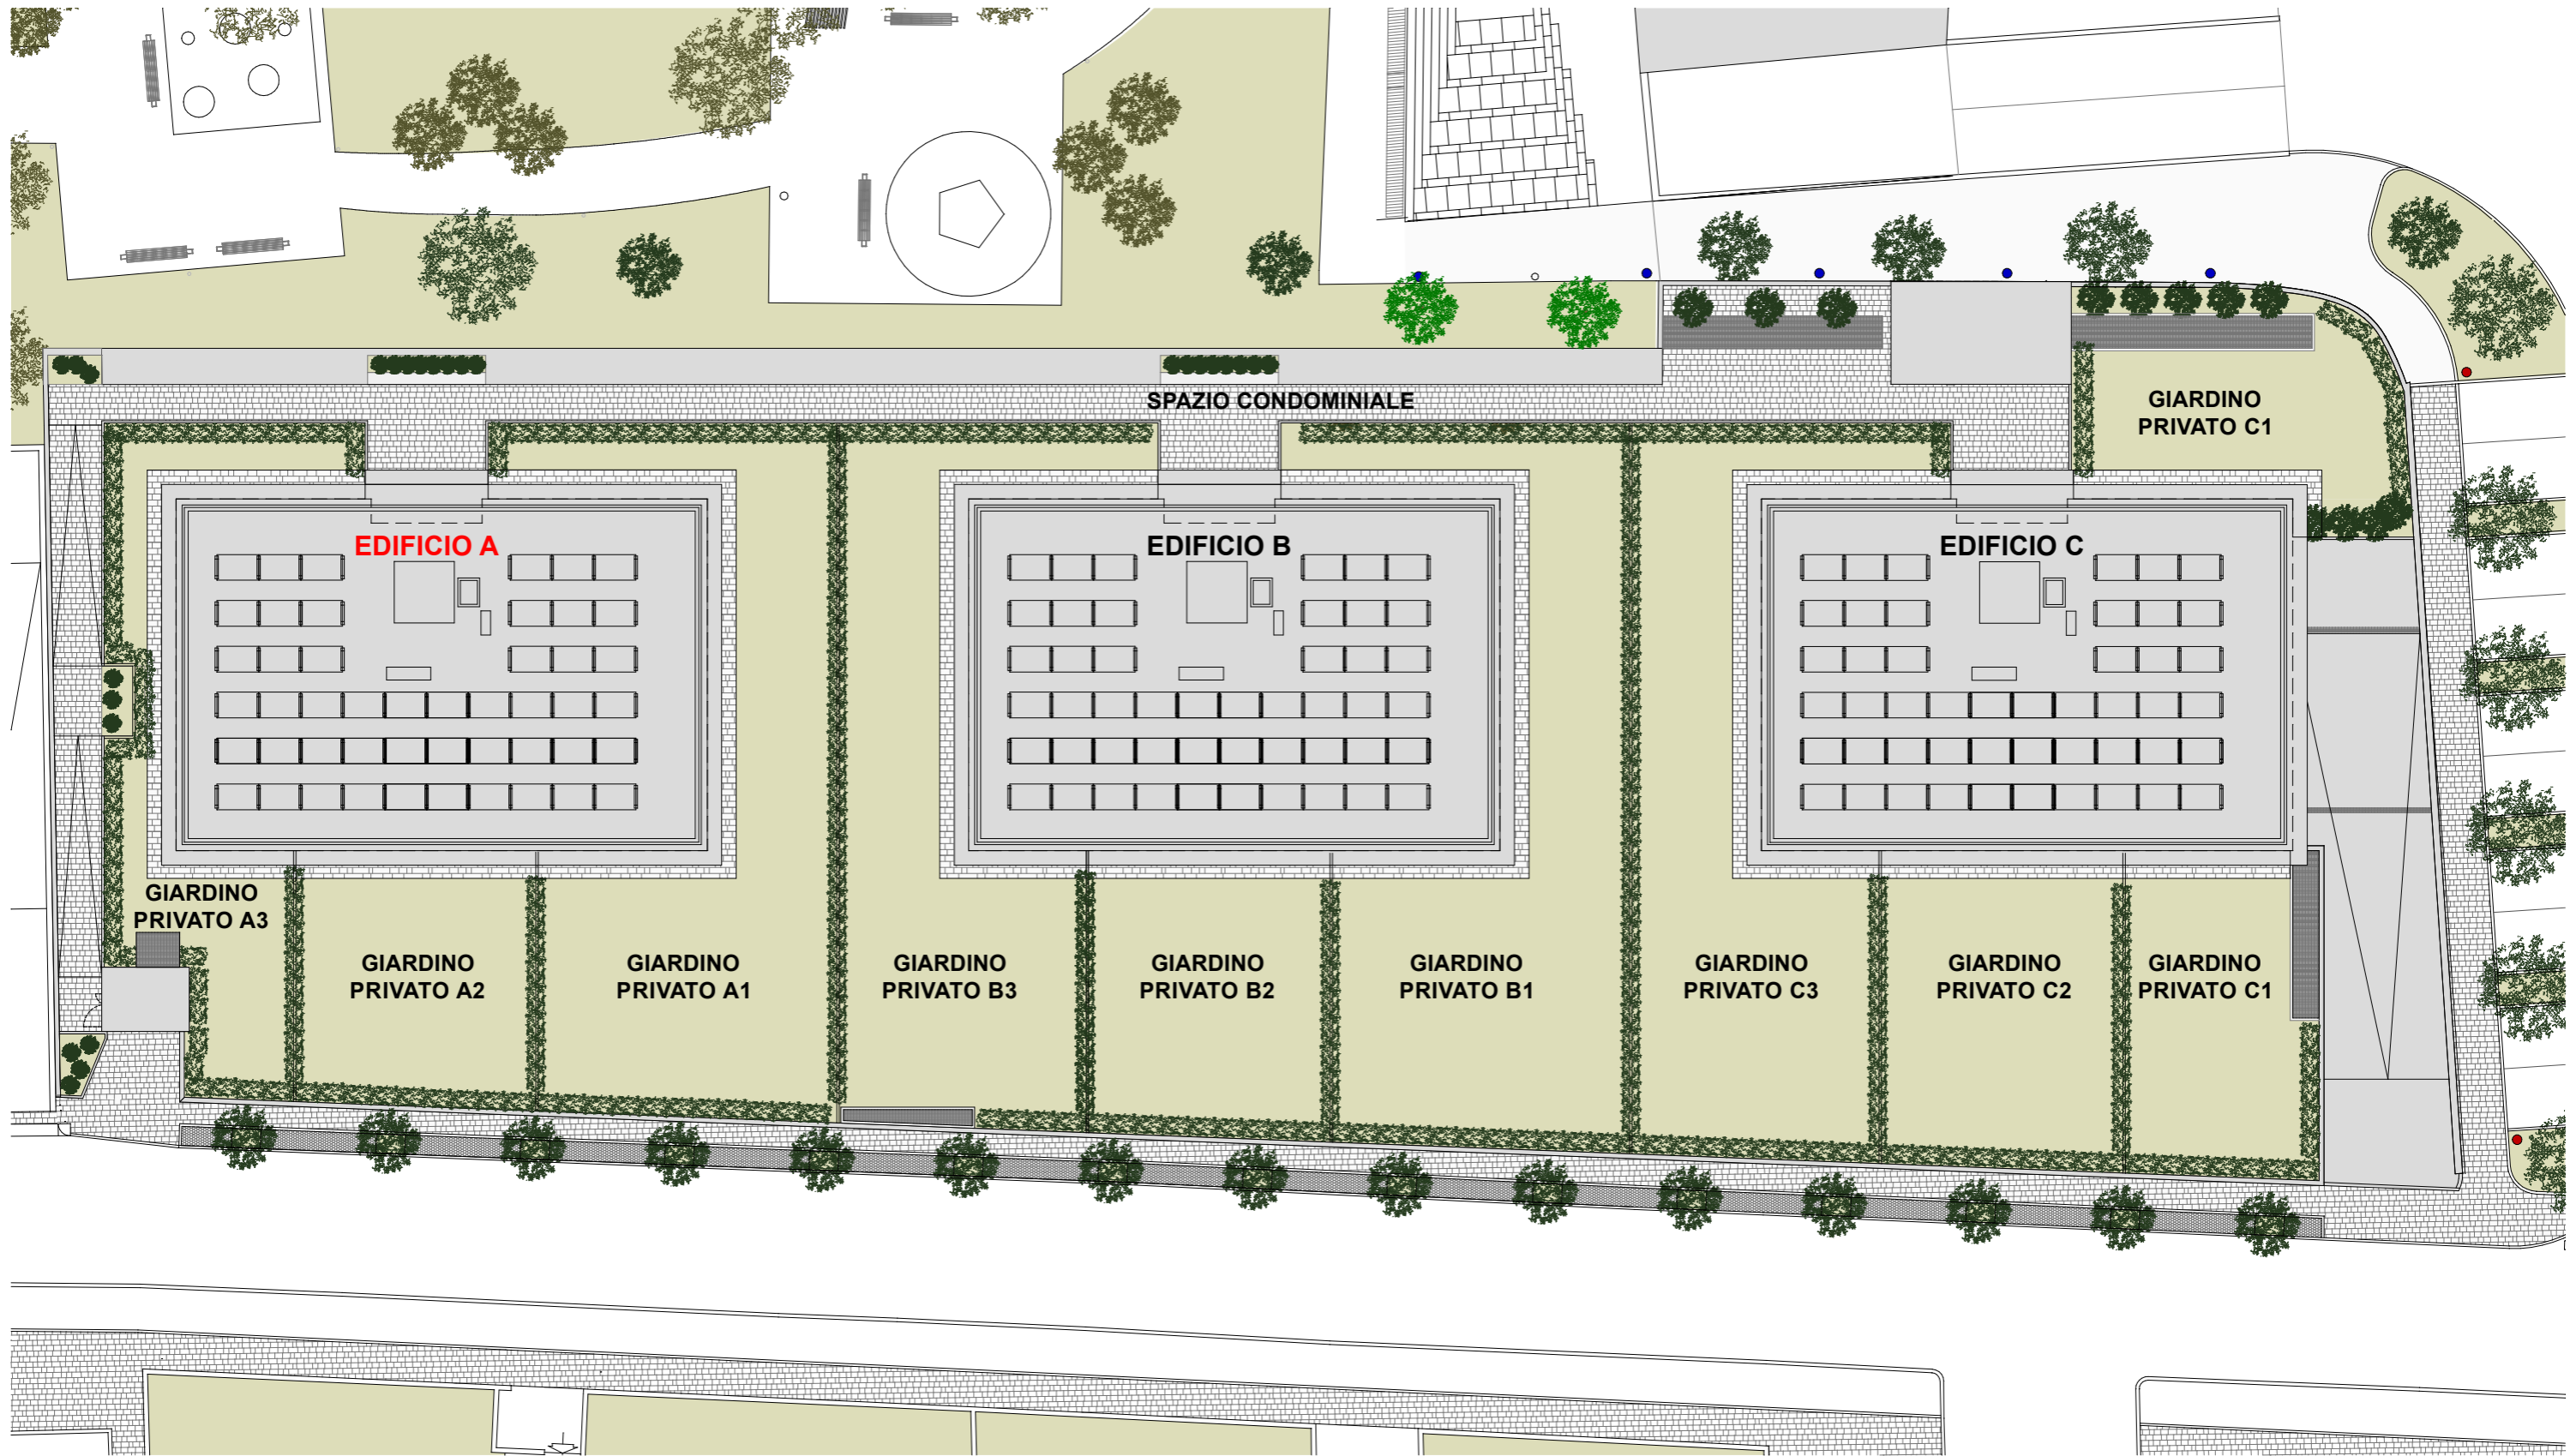 SPAZIO CONDOMINIALE
GIARDINO
PRIVATO C1
EDIFICIO A
EDIFICIO B
EDIFICIO C
GIARDINO
PRIVATO A3
GIARDINO
PRIVATO A2
GIARDINO
PRIVATO A1
GIARDINO
PRIVATO B3
GIARDINO
PRIVATO B2
GIARDINO
PRIVATO B1
GIARDINO
PRIVATO C3
GIARDINO
PRIVATO C2
GIARDINO
PRIVATO C1